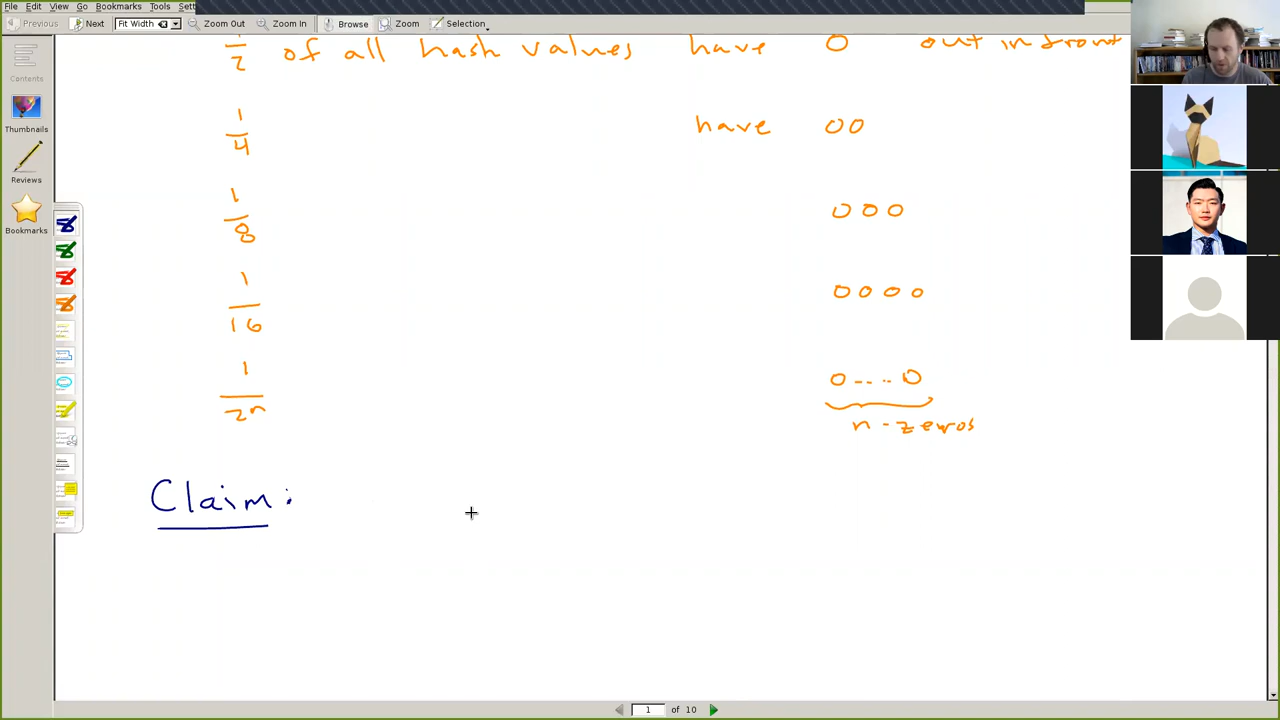 File Edit View Go Bookmarks Tools Sett
Previous Next Fit Width Zoom Out Zoom In Browse Zoom Selection
Contents
Thumbnails
Reviews
Bookmarks
1/2 of all hash values have 0 out in front
1/4 have 00
1/8 000
1/16 0000
1/2^n 0....0
n-zeros
Claim:
1 of 10